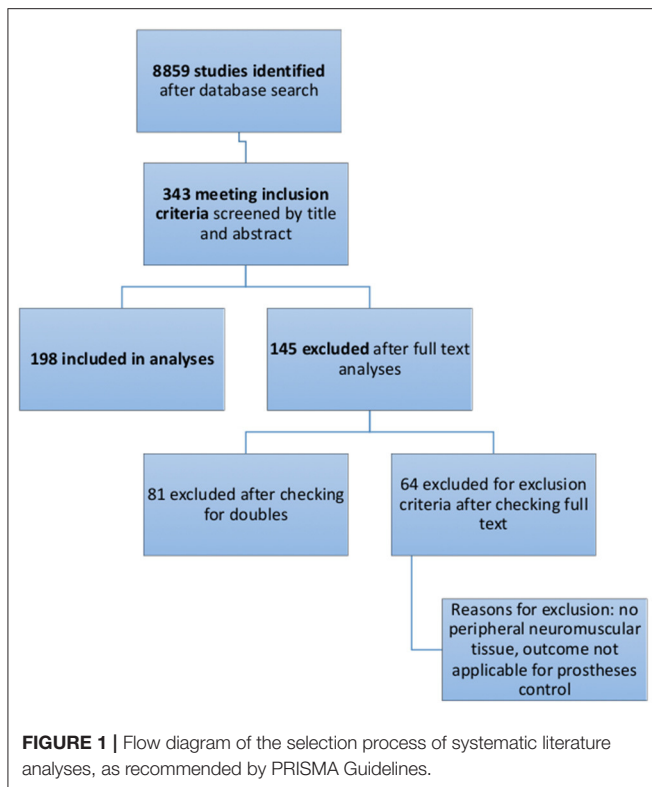 8859 studies identified
after database search
343 meeting inclusion
criteria screened by title
and abstract
198 included in analyses
145 excluded after full text
analyses
81 excluded after checking
for doubles
64 excluded for exclusion
criteria after checking full
text
Reasons for exclusion: no
peripheral neuromuscular
tissue, outcome not
applicable for prostheses
control
FIGURE 1 | Flow diagram of the selection process of systematic literature
analyses, as recommended by PRISMA Guidelines.